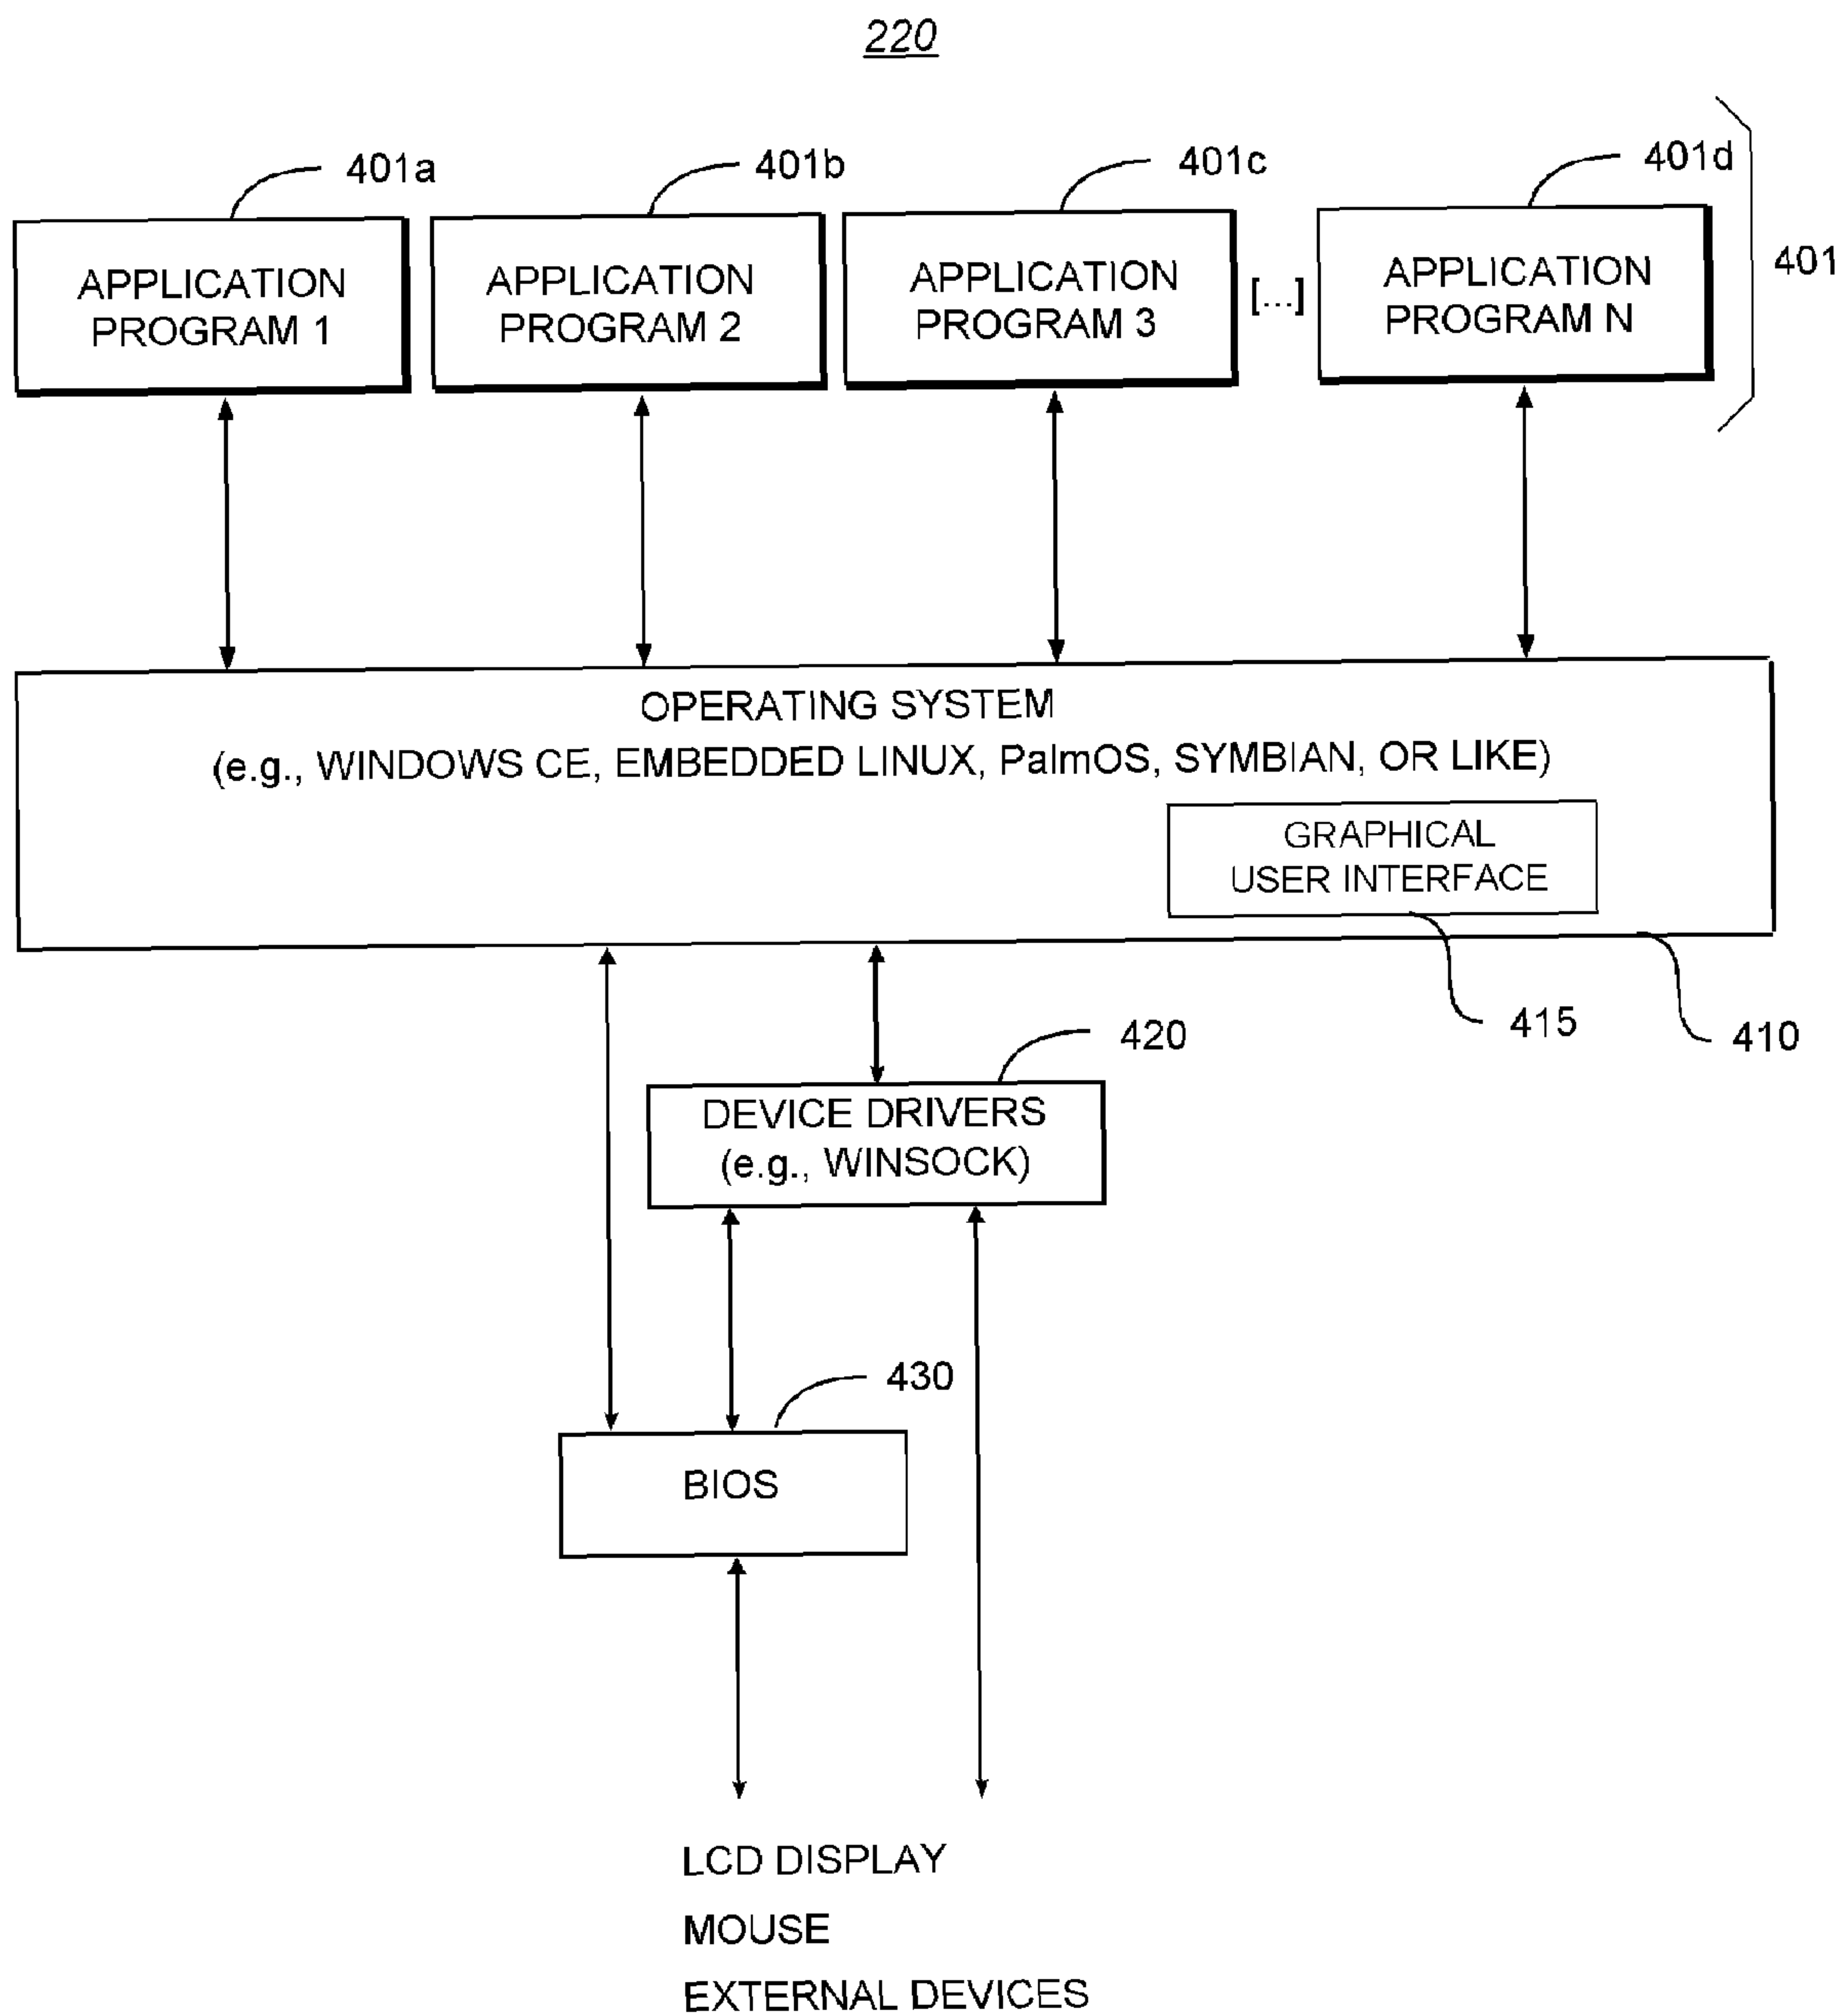 220
401a
401b
401c
401d
401
APPLICATION
PROGRAM 1
APPLICATION
PROGRAM 2
APPLICATION
PROGRAM 3
[...]
APPLICATION
PROGRAM N
OPERATING SYSTEM
(e.g., WINDOWS CE, EMBEDDED LINUX, PalmOS, SYMBIAN, OR LIKE)
GRAPHICAL
USER INTERFACE
415
410
420
DEVICE DRIVERS
(e.g., WINSOCK)
430
BIOS
LCD DISPLAY
MOUSE
EXTERNAL DEVICES